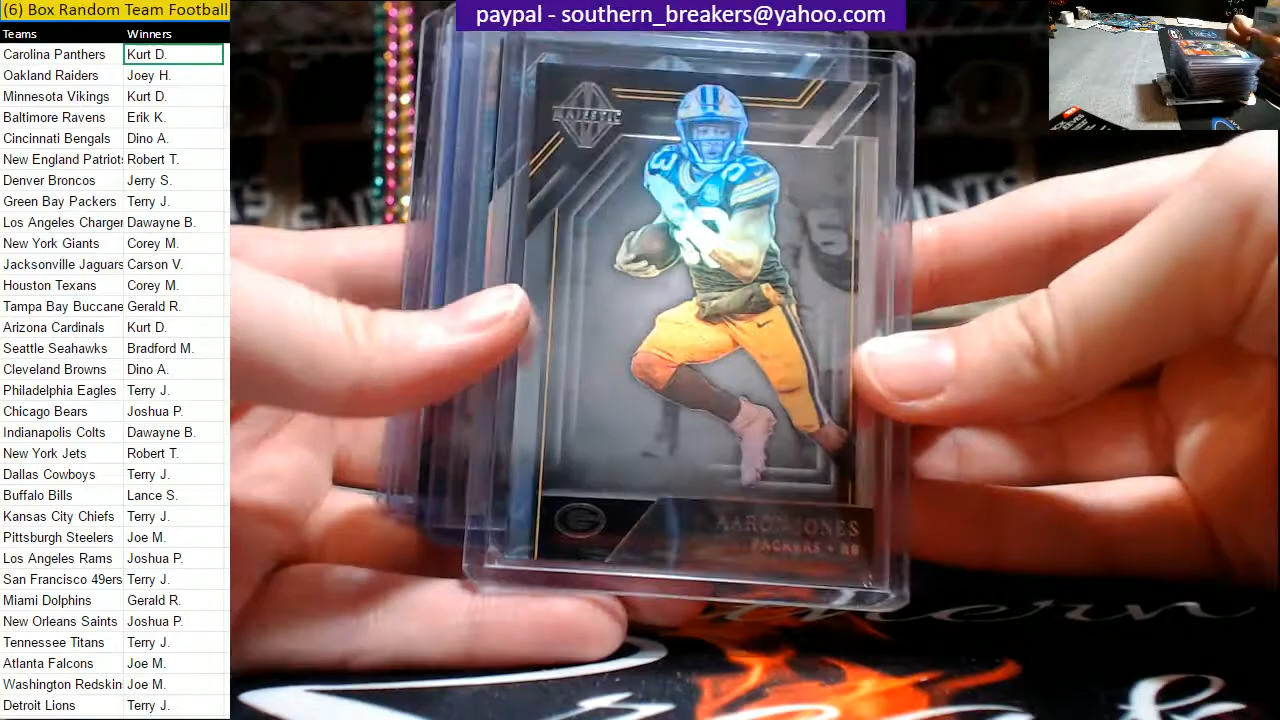 (6) Box Random Team Football
Teams Winners
Carolina Panthers Kurt D.
Oakland Raiders Joey H.
Minnesota Vikings Kurt D.
Baltimore Ravens Erik K.
Cincinnati Bengals Dino A.
New England Patriots Robert T.
Denver Broncos Jerry S.
Green Bay Packers Terry J.
Los Angeles Charger Dawayne B.
New York Giants Corey M.
Jacksonville Jaguars Carson V.
Houston Texans Corey M.
Tampa Bay Buccane Gerald R.
Arizona Cardinals Kurt D.
Seattle Seahawks Bradford M.
Cleveland Browns Dino A.
Philadelphia Eagles Terry J.
Chicago Bears Joshua P.
Indianapolis Colts Dawayne B.
New York Jets Robert T.
Dallas Cowboys Terry J.
Buffalo Bills Lance S.
Kansas City Chiefs Terry J.
Pittsburgh Steelers Joe M.
Los Angeles Rams Joshua P.
San Francisco 49ers Terry J.
Miami Dolphins Gerald R.
New Orleans Saints Joshua P.
Tennessee Titans Terry J.
Atlanta Falcons Joe M.
Washington Redskin Joe M.
Detroit Lions Terry J.
paypal - southern_breakers@yahoo.com
MAJESTIC
AARON JONES
PACKERS • RB